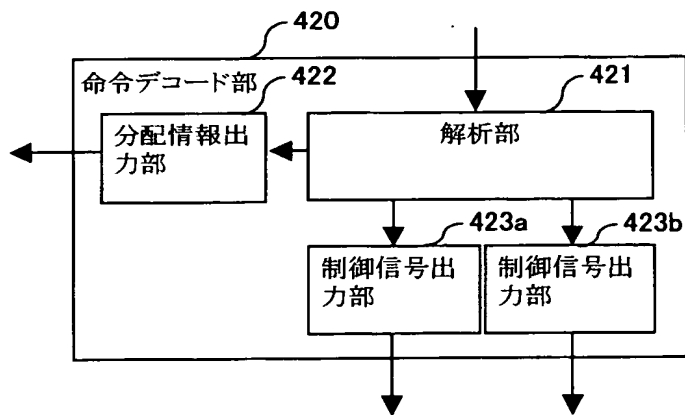 420
命令デコード部
422
421
分配情報出
力部
解析部
423a
423b
制御信号出
力部
制御信号出
力部